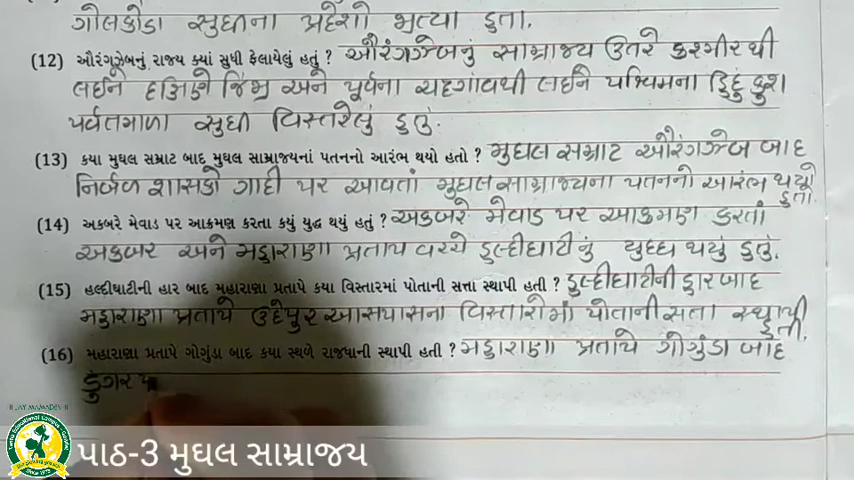 ગોલકોંડા સુધીના પ્રદેશો ભળ્યા હતા.
(12) ઔરંગઝેબનું રાજ્ય ક્યાં સુધી ફેલાયેલું હતું ? ઔરંગઝેબનું સામ્રાજ્ય ઉત્તરે કશ્મીરથી
લઈને દક્ષિણે જિંજી અને પૂર્વના ચટગાંવથી લઈને પશ્ચિમના હિંદુ કુશ
પર્વતમાળા સુધી વિસ્તરેલું હતું.
(13) કયા મુઘલ સમ્રાટ બાદ મુઘલ સામ્રાજ્યનાં પતનનો આરંભ થયો હતો ? મુઘલ સમ્રાટ ઔરંગઝેબ બાદ
નિર્બળ શાસકો ગાદી પર આવતાં મુઘલ સામ્રાજ્યના પતનનો આરંભ થયો
હતો.
(14) અકબરે મેવાડ પર આક્રમણ કરતા કયું યુદ્ધ થયું હતું ? અકબરે મેવાડ પર આક્રમણ કરતાં
અકબર અને મહારાણા પ્રતાપ વચ્ચે હલ્દીઘાટીનું યુધ્ધ થયું હતું.
(15) હલ્દીઘાટીની હાર બાદ મહારાણા પ્રતાપે કયા વિસ્તારમાં પોતાની સત્તા સ્થાપી હતી ? હલ્દીઘાટીની હાર બાદ
મહારાણા પ્રતાપે ઉદેપુર આસપાસના વિસ્તારોમાં પોતાની સતા સ્થાપી
હતી.
(16) મહારાણા પ્રતાપે ગોગુંડા બાદ કયા સ્થળે રાજધાની સ્થાપી હતી ? મહારાણા પ્રતાપે ગોગુંડા બાદ
ડુંગરપ
|| JAY MAMADEV ||
પાઠ-3 મુઘલ સામ્રાજ્ય